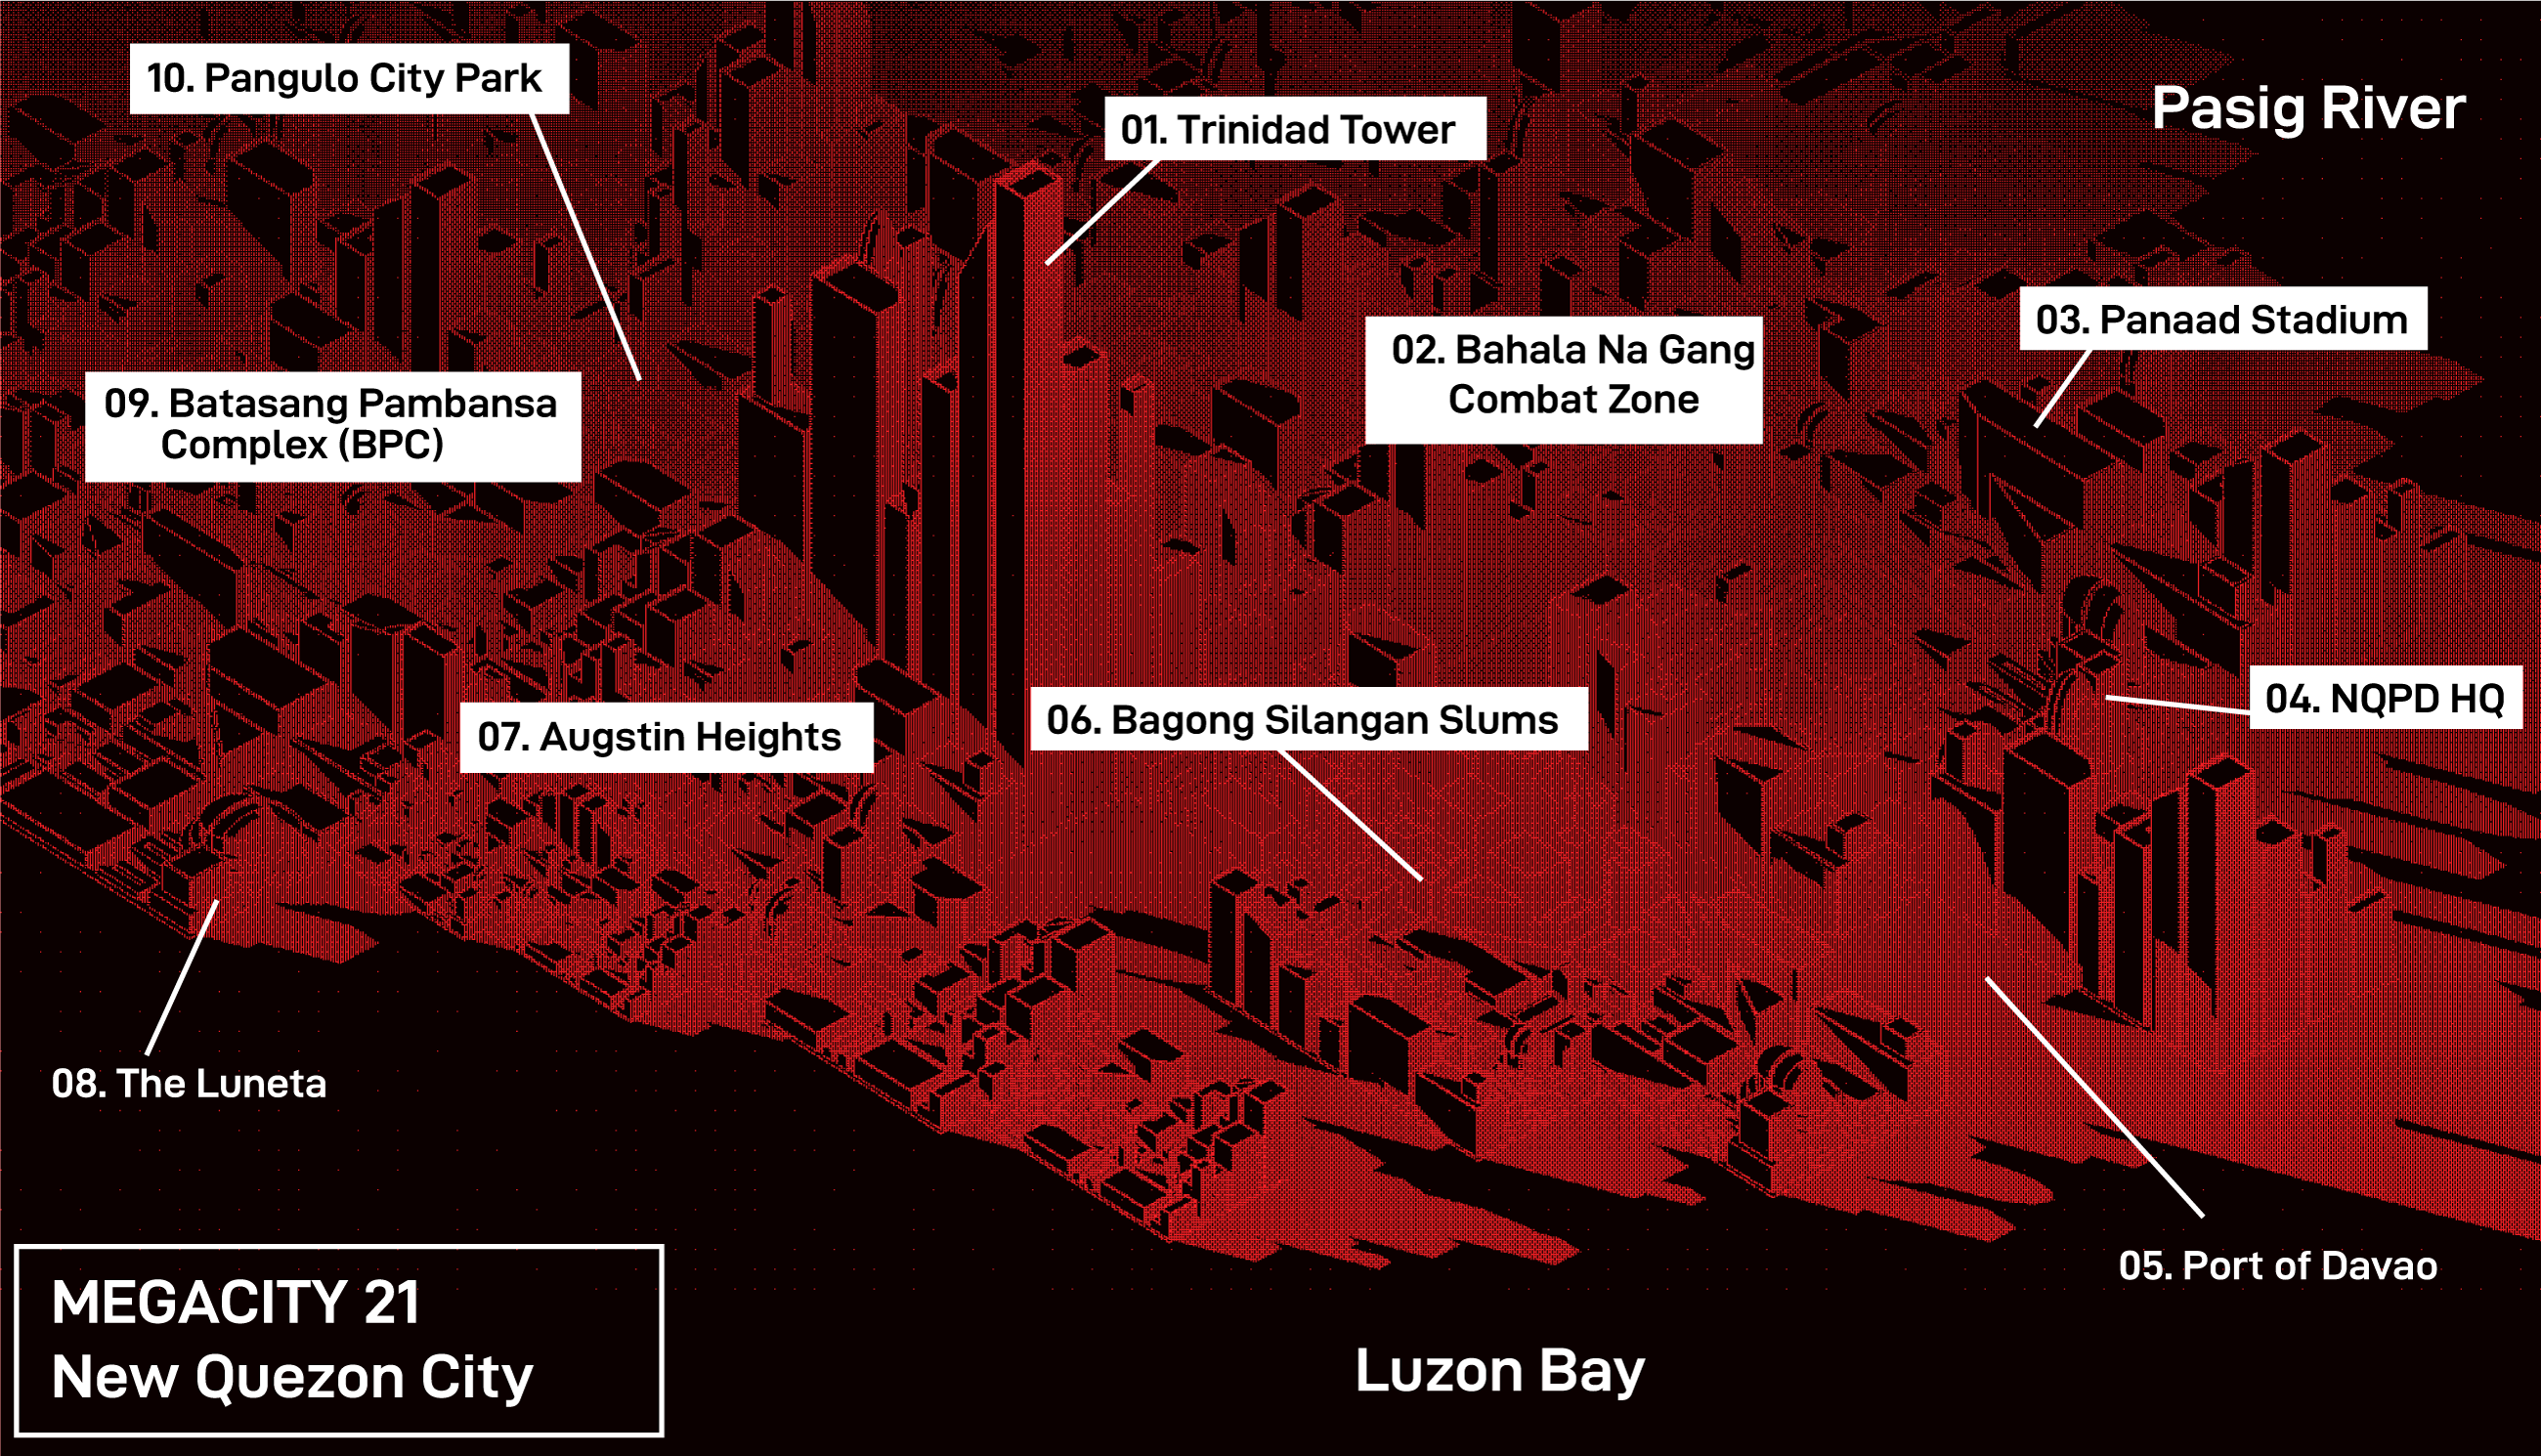 10. Pangulo City Park
01. Trinidad Tower
Pasig River
03. Panaad Stadium
02. Bahala Na Gang
Combat Zone
09. Batasang Pambansa
Complex (BPC)
04. NQPD HQ
06. Bagong Silangan Slums
07. Augstin Heights
08. The Luneta
05. Port of Davao
MEGACITY 21
New Quezon City
Luzon Bay